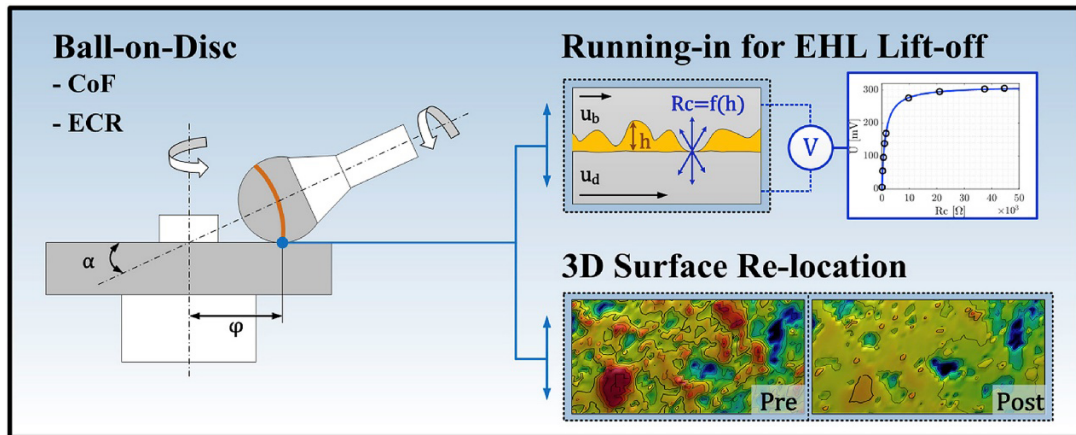 Ball-on-Disc
- CoF
- ECR
α
φ
Running-in for EHL Lift-off
u_b
Rc=f(h)
h
u_d
V
U [mV]
300
200
100
0
0 10 20 30 40 50
Rc [Ω] ×10³
3D Surface Re-location
Pre
Post